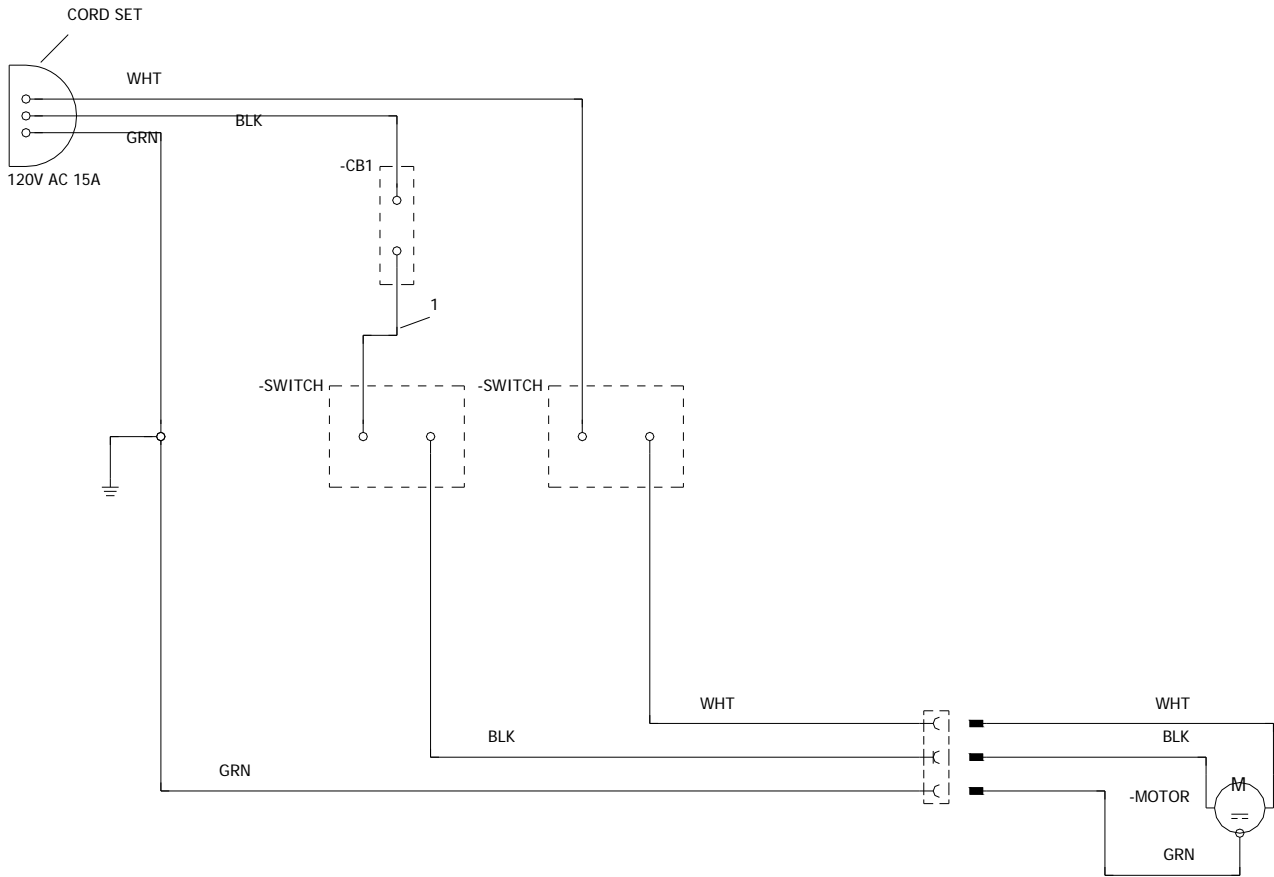 CORD SET
WHT
BLK
GRN
120V AC 15A
-CB1
1
-SWITCH
-SWITCH
WHT
WHT
BLK
BLK
GRN
M
-MOTOR
GRN